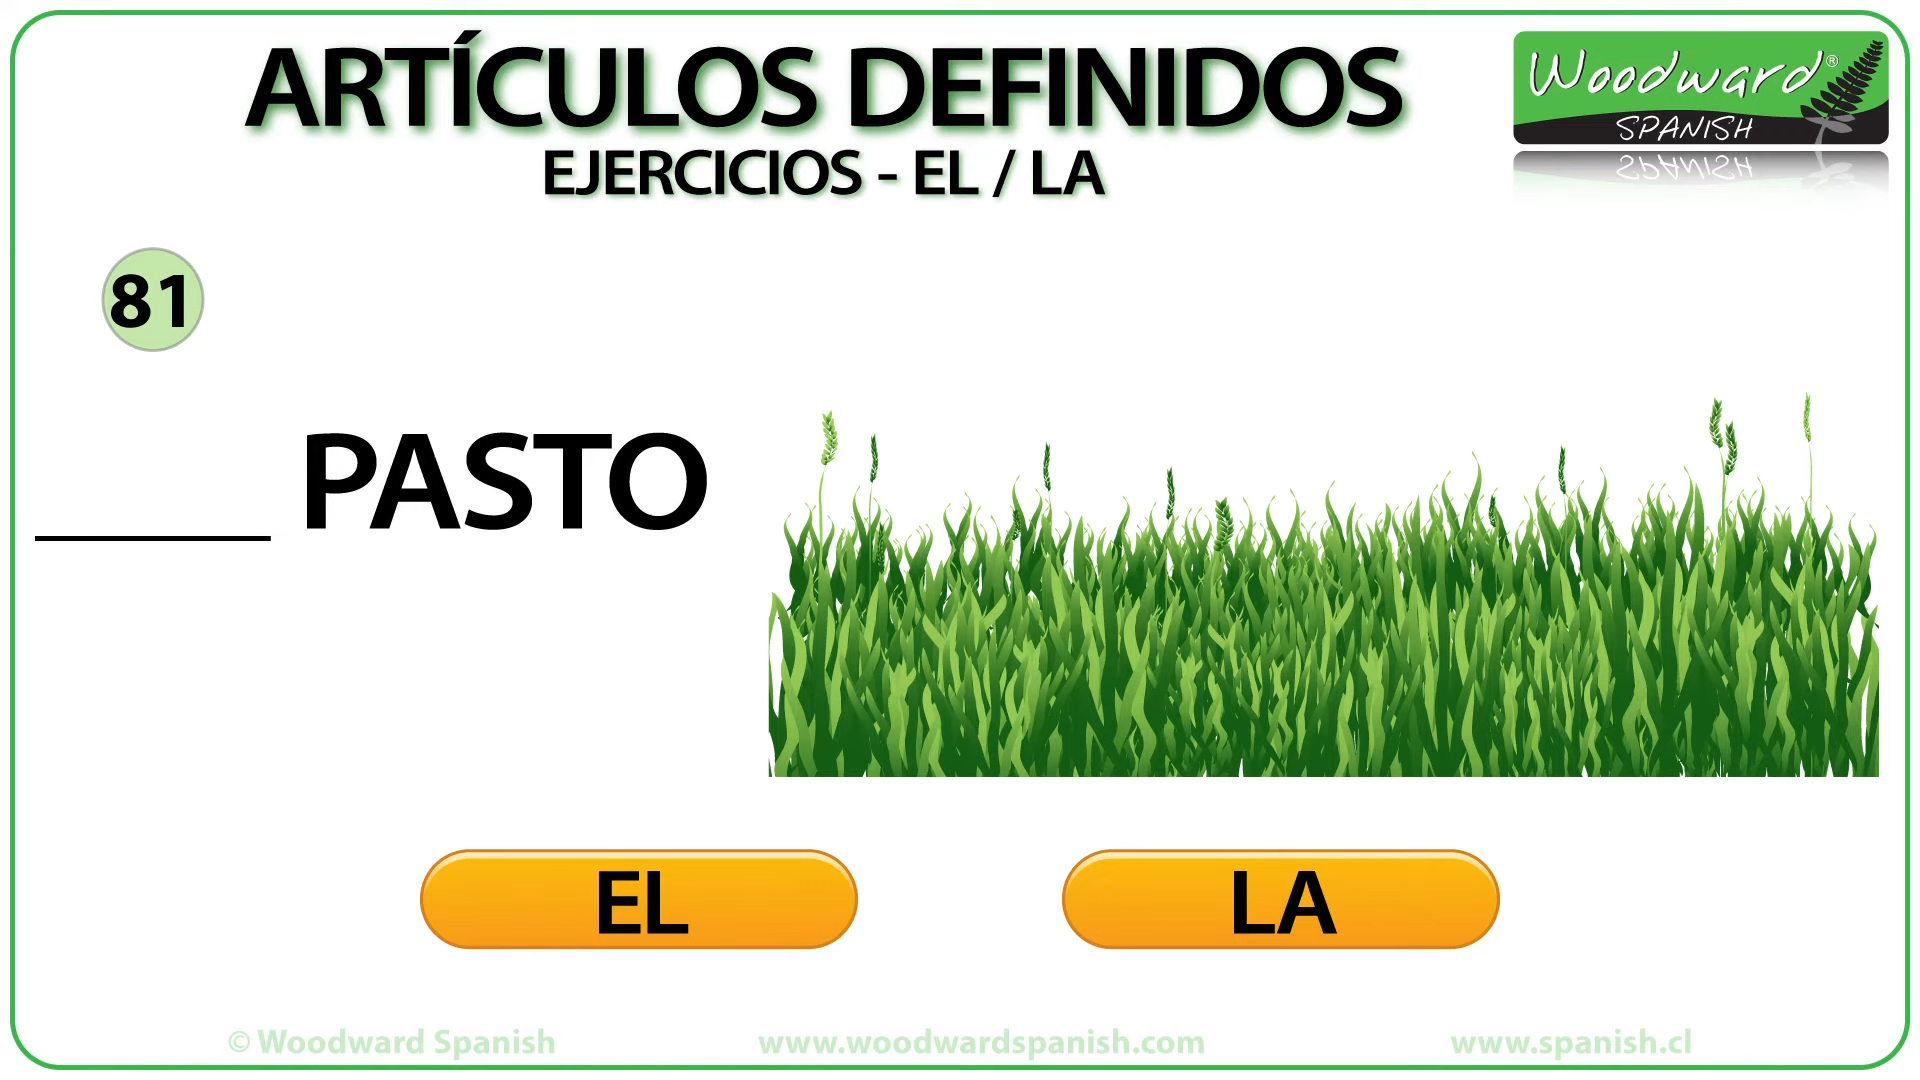 ARTÍCULOS DEFINIDOS
EJERCICIOS - EL / LA
Woodward®
SPANISH
81
______ PASTO
EL
LA
© Woodward Spanish
www.woodwardspanish.com
www.spanish.cl